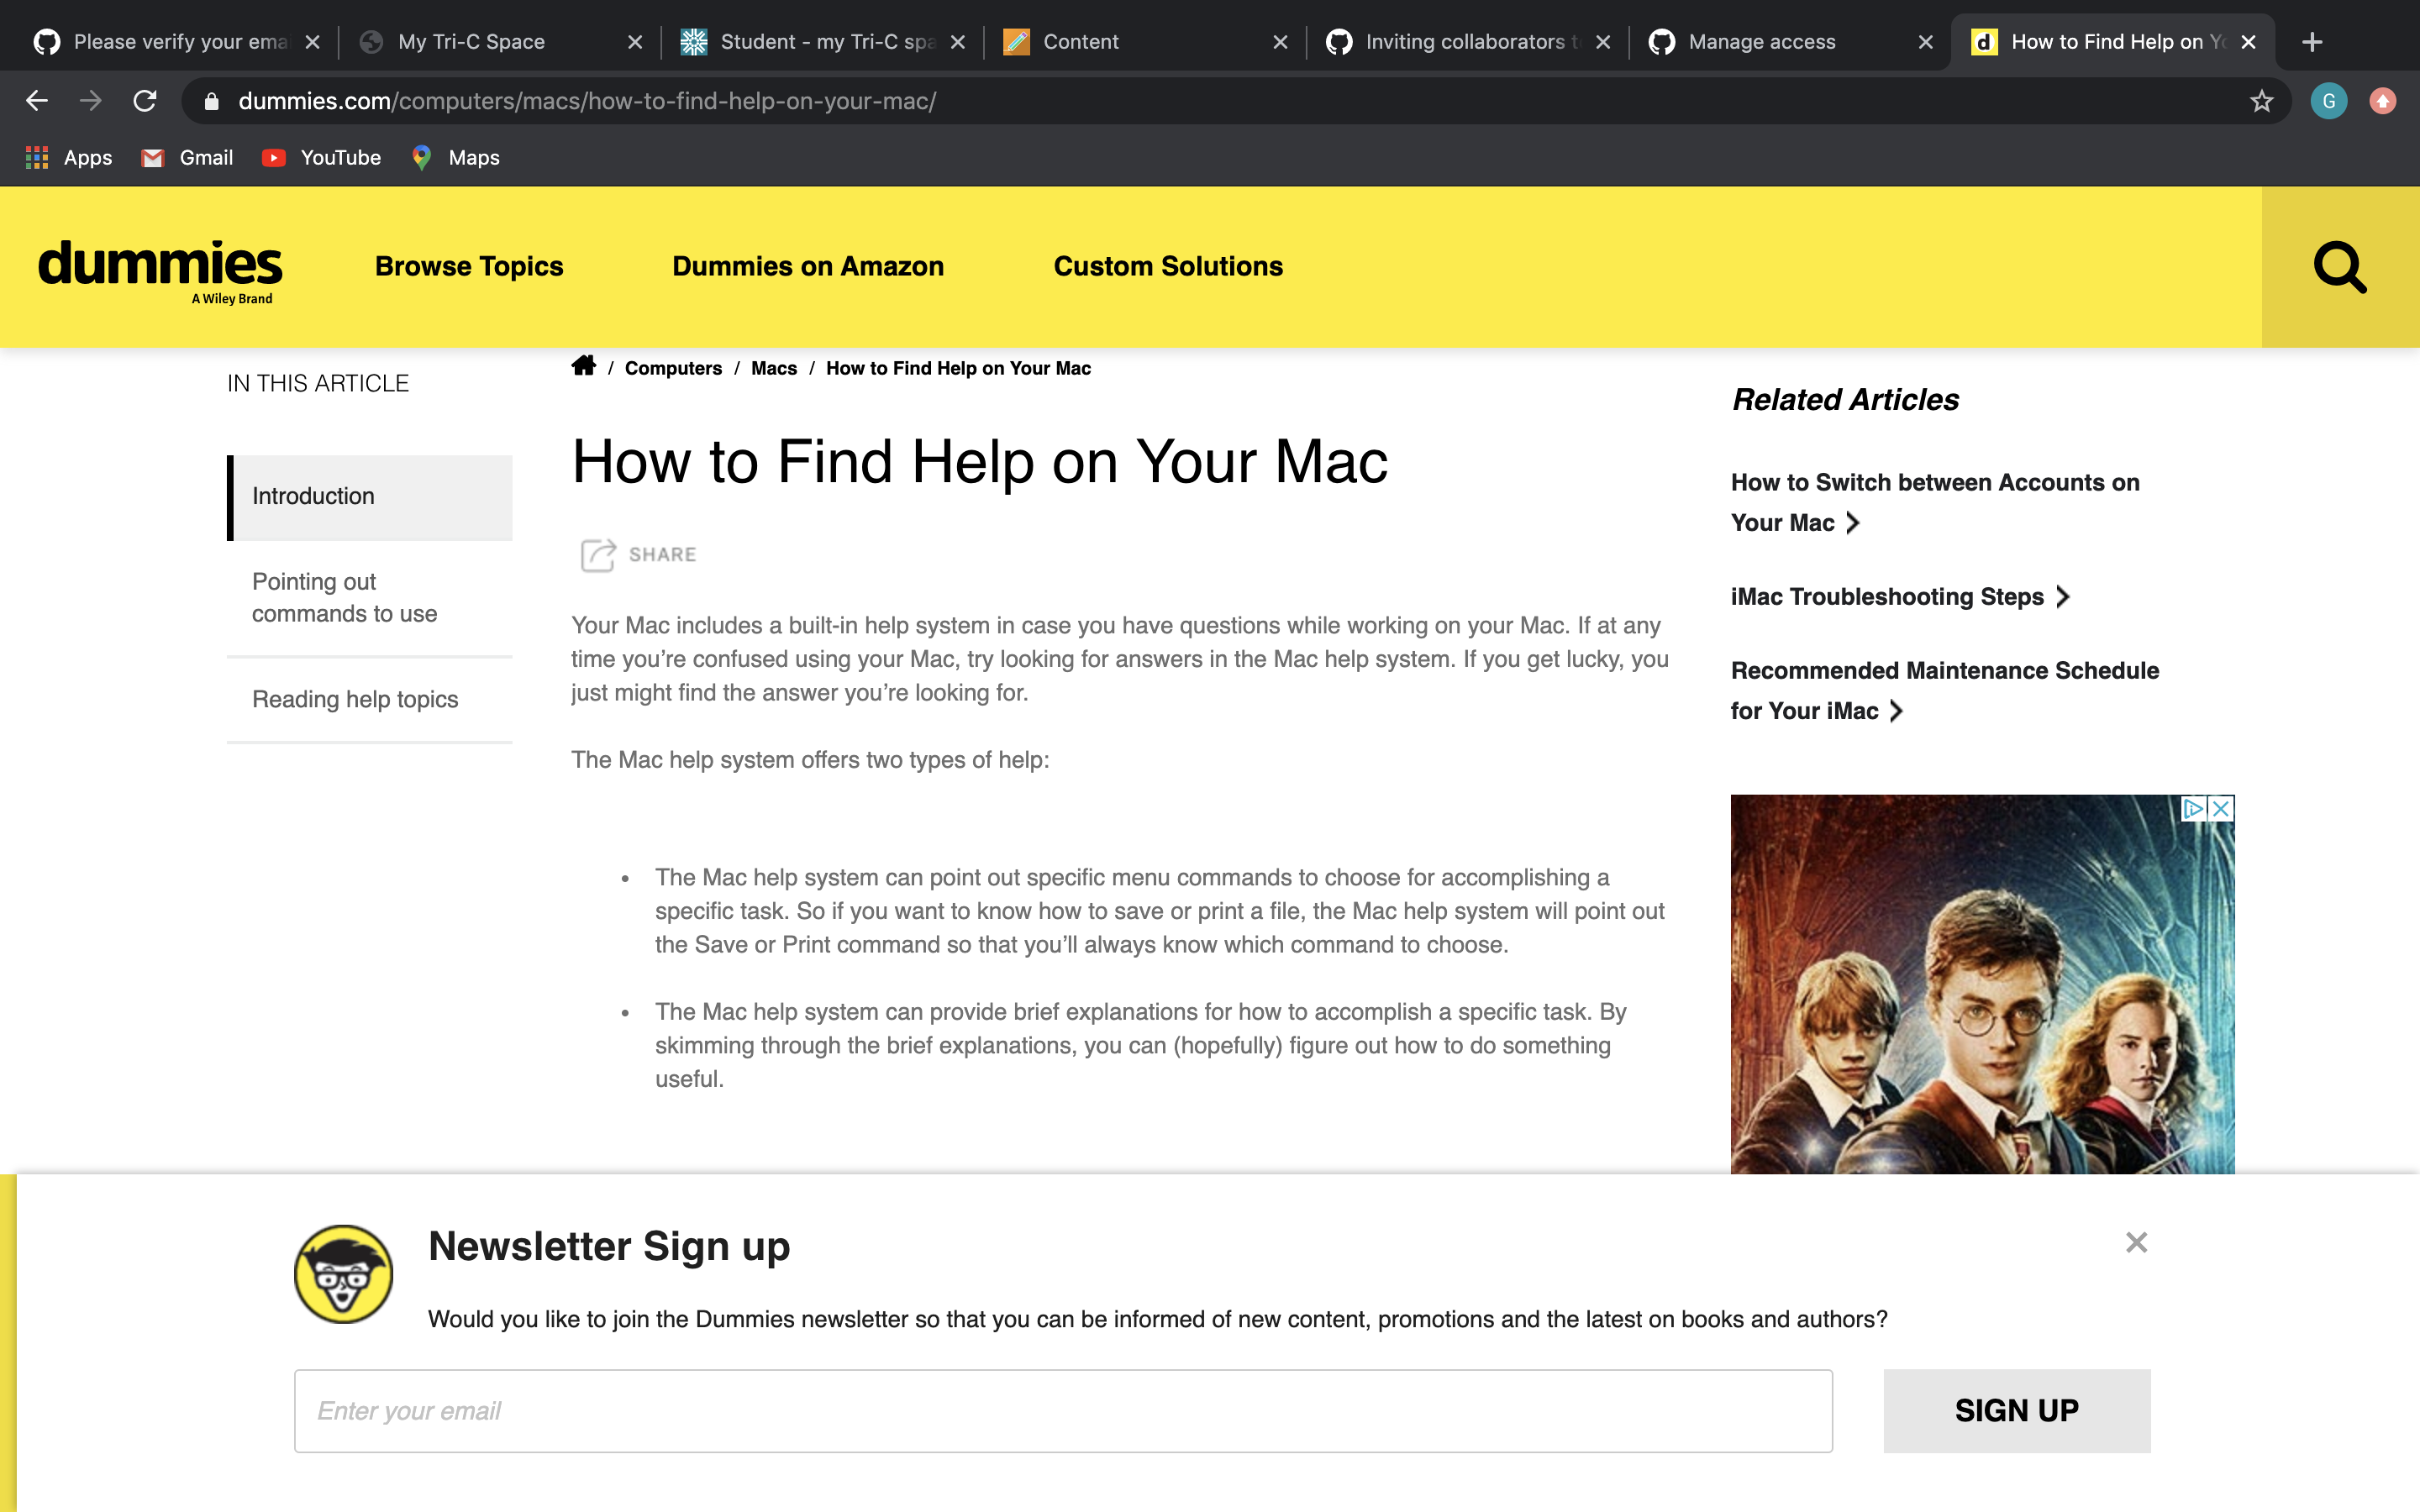 Please verify your ema
My Tri-C Space
Student - my Tri-C spa
Content
Inviting collaborators t
Manage access
How to Find Help on Yo
dummies.com/computers/macs/how-to-find-help-on-your-mac/
G
Apps
Gmail
YouTube
Maps
dummies
A Wiley Brand
Browse Topics
Dummies on Amazon
Custom Solutions
IN THIS ARTICLE
Introduction
Pointing out
commands to use
Reading help topics
/ Computers / Macs / How to Find Help on Your Mac
How to Find Help on Your Mac
SHARE
Your Mac includes a built-in help system in case you have questions while working on your Mac. If at any
time you’re confused using your Mac, try looking for answers in the Mac help system. If you get lucky, you
just might find the answer you’re looking for.
The Mac help system offers two types of help:
• The Mac help system can point out specific menu commands to choose for accomplishing a
specific task. So if you want to know how to save or print a file, the Mac help system will point out
the Save or Print command so that you’ll always know which command to choose.
• The Mac help system can provide brief explanations for how to accomplish a specific task. By
skimming through the brief explanations, you can (hopefully) figure out how to do something
useful.
Related Articles
How to Switch between Accounts on
Your Mac
iMac Troubleshooting Steps
Recommended Maintenance Schedule
for Your iMac
Newsletter Sign up
Would you like to join the Dummies newsletter so that you can be informed of new content, promotions and the latest on books and authors?
Enter your email
SIGN UP